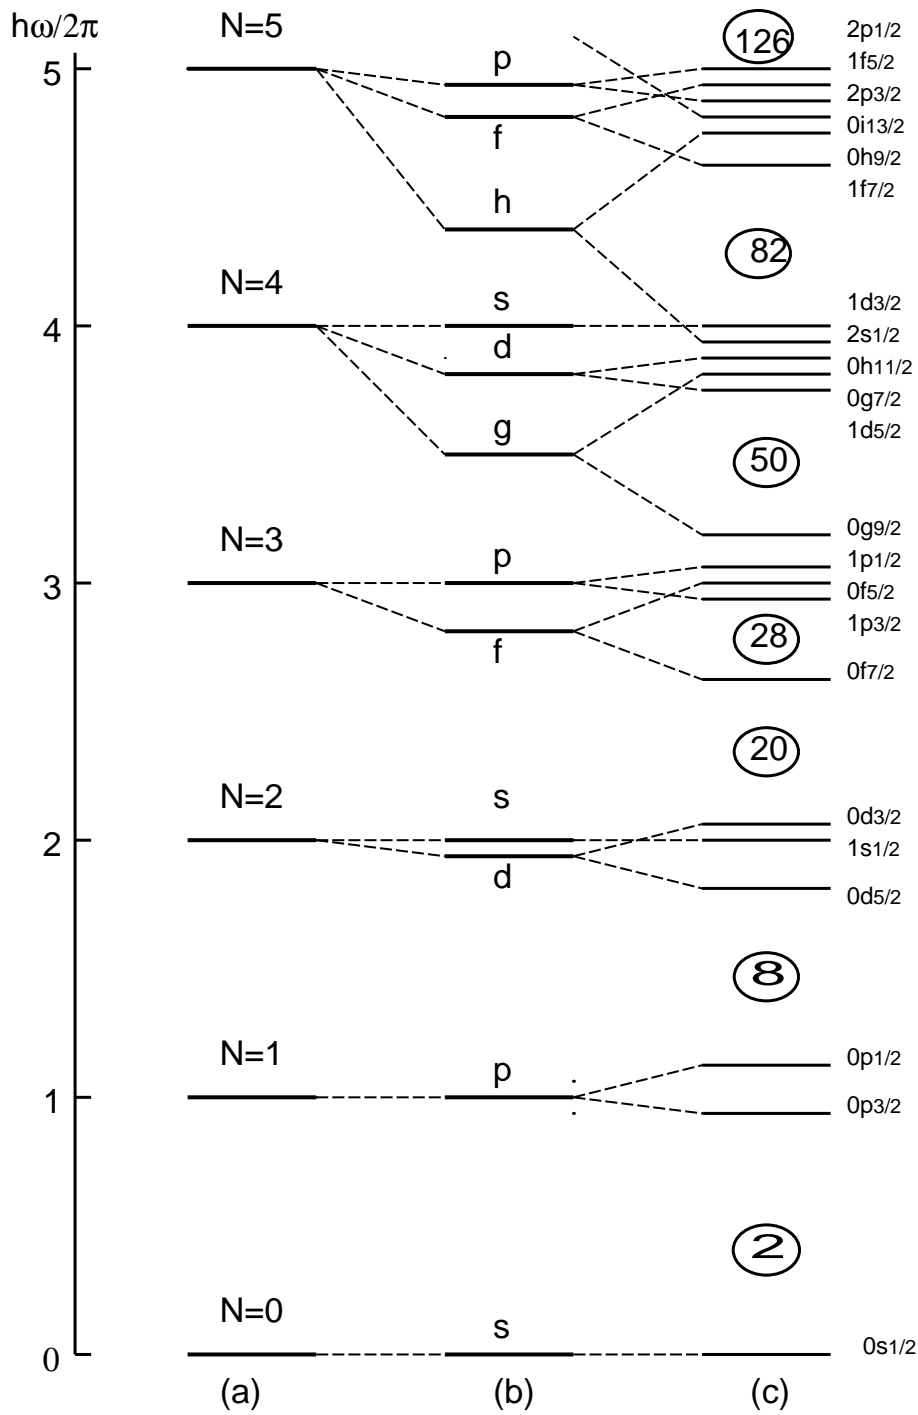 hω/2π
N=5
126
2p1/2
p
1f5/2
5
2p3/2
f
0i13/2
0h9/2
h
1f7/2
82
N=4
s
1d3/2
4
2s1/2
d
0h11/2
0g7/2
g
1d5/2
50
0g9/2
N=3
p
1p1/2
3
0f5/2
1p3/2
28
f
0f7/2
20
N=2
s
0d3/2
2
1s1/2
d
0d5/2
8
N=1
p
0p1/2
1
0p3/2
2
N=0
s
0s1/2
0
(a) (b) (c)